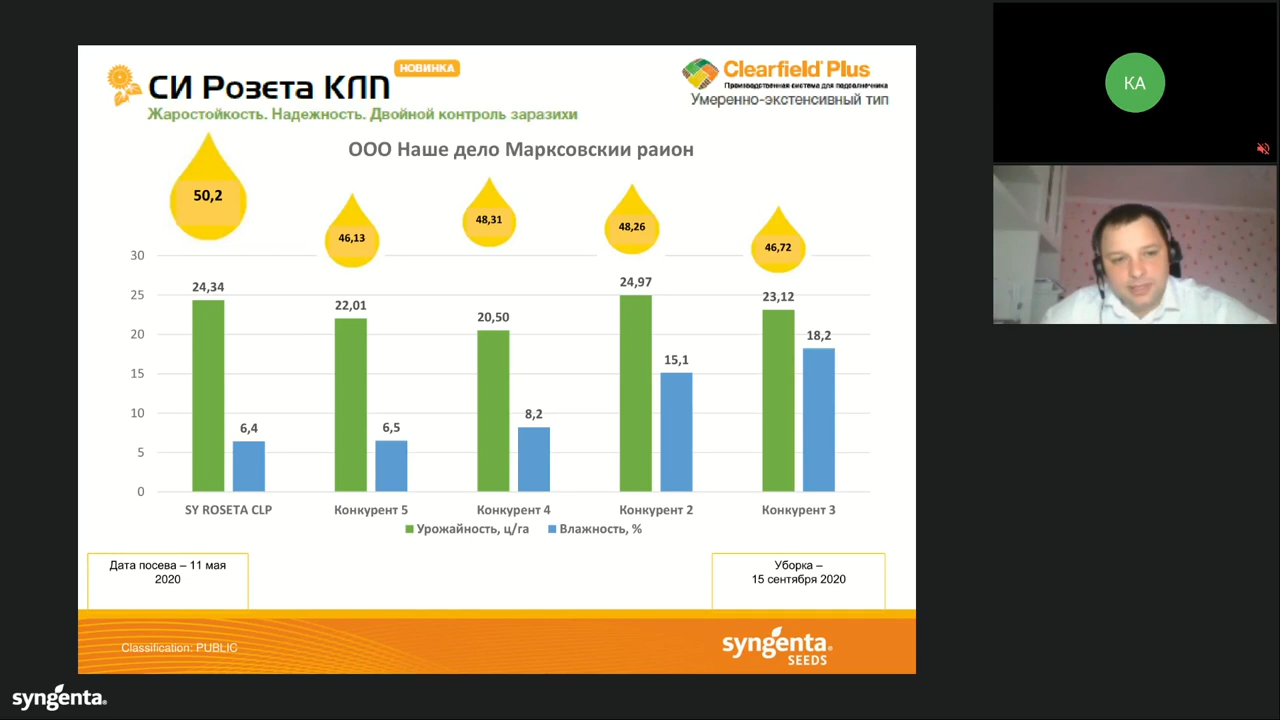 СИ Розета КЛП
НОВИНКА
Жаростойкость. Надежность. Двойной контроль заразихи
Clearfield® Plus
Производственная система для подсолнечника
Умеренно-экстенсивный тип
ООО Наше дело Марксовскии раион
50,2
46,13
48,31
48,26
46,72
30
25
20
15
10
5
0
24,34
6,4
22,01
6,5
20,50
8,2
24,97
15,1
23,12
18,2
SY ROSETA CLP
Конкурент 5
Конкурент 4
Конкурент 2
Конкурент 3
Урожайность, ц/га
Влажность, %
Дата посева – 11 мая
2020
Уборка –
15 сентября 2020
Classification: PUBLIC
syngenta®
SEEDS
syngenta®
КА